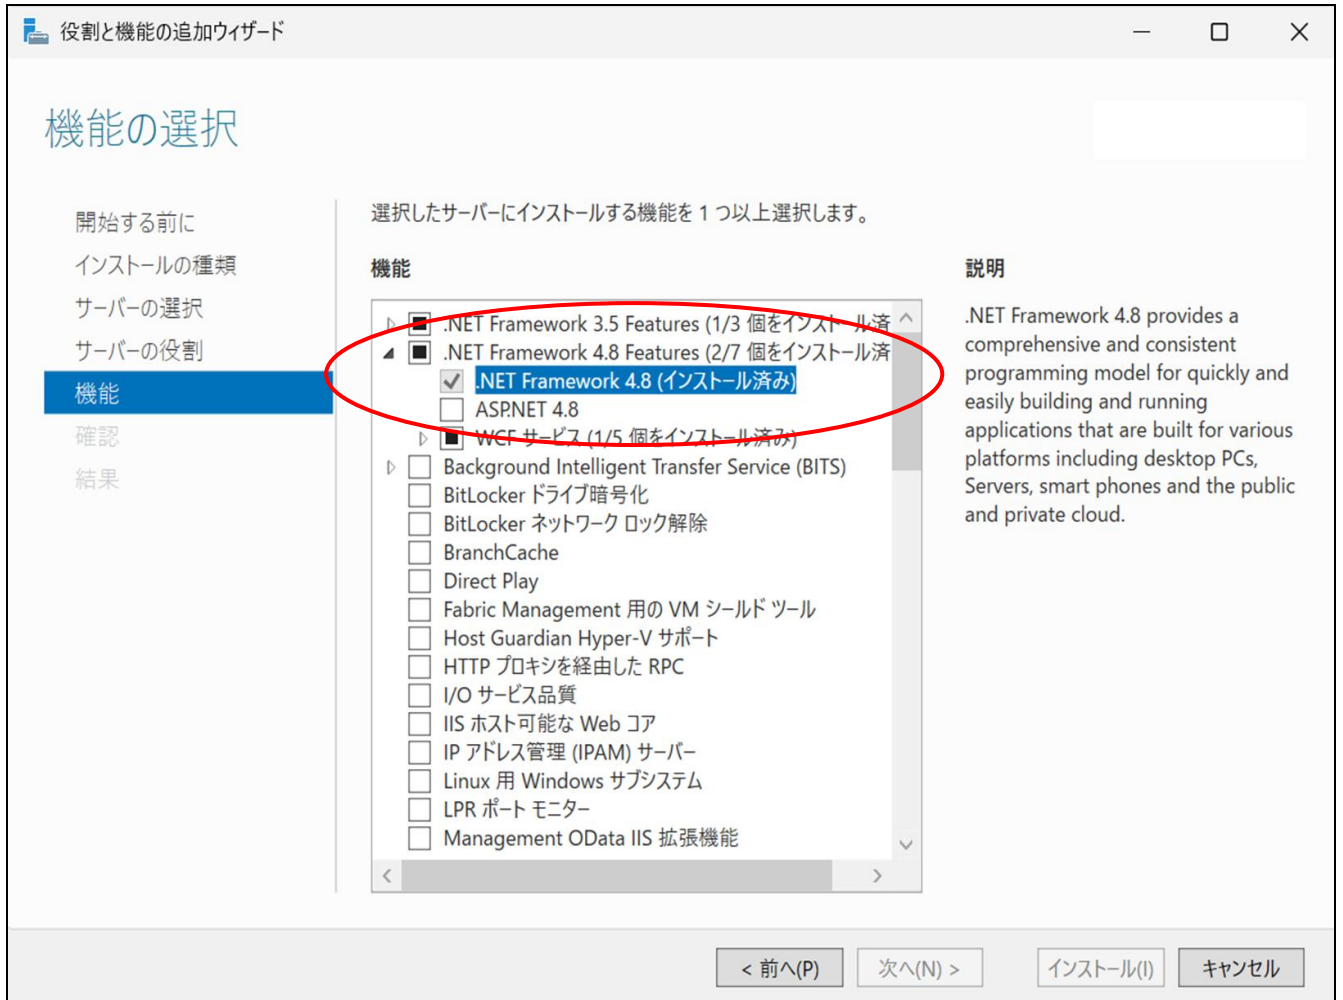 役割と機能の追加ウィザード
機能の選択
開始する前に
インストールの種類
サーバーの選択
サーバーの役割
機能
確認
結果
選択したサーバーにインストールする機能を 1 つ以上選択します。
機能
.NET Framework 3.5 Features (1/3 個をインストール済
.NET Framework 4.8 Features (2/7 個をインストール済
.NET Framework 4.8 (インストール済み)
ASP.NET 4.8
WCF サービス (1/5 個をインストール済み)
Background Intelligent Transfer Service (BITS)
BitLocker ドライブ暗号化
BitLocker ネットワーク ロック解除
BranchCache
Direct Play
Fabric Management 用の VM シールド ツール
Host Guardian Hyper-V サポート
HTTP プロキシを経由した RPC
I/O サービス品質
IIS ホスト可能な Web コア
IP アドレス管理 (IPAM) サーバー
Linux 用 Windows サブシステム
LPR ポート モニター
Management OData IIS 拡張機能
説明
.NET Framework 4.8 provides a
comprehensive and consistent
programming model for quickly and
easily building and running
applications that are built for various
platforms including desktop PCs,
Servers, smart phones and the public
and private cloud.
< 前へ(P)
次へ(N) >
インストール(I)
キャンセル